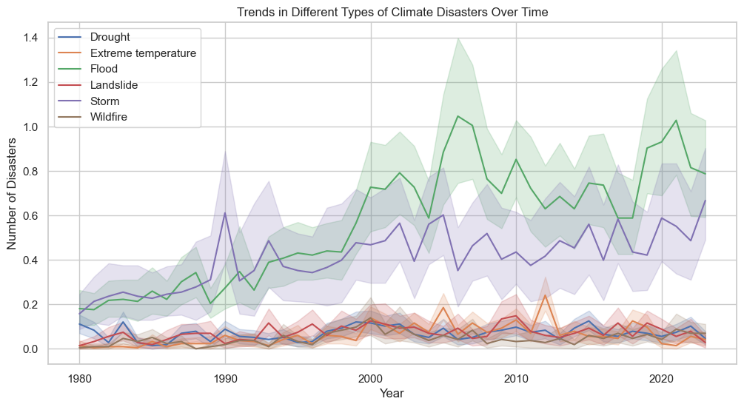 Trends in Different Types of Climate Disasters Over Time
Drought
Extreme temperature
Flood
Landslide
Storm
Wildfire
Number of Disasters
1.4
1.2
1.0
0.8
0.6
0.4
0.2
0.0
1980 1990 2000 2010 2020
Year